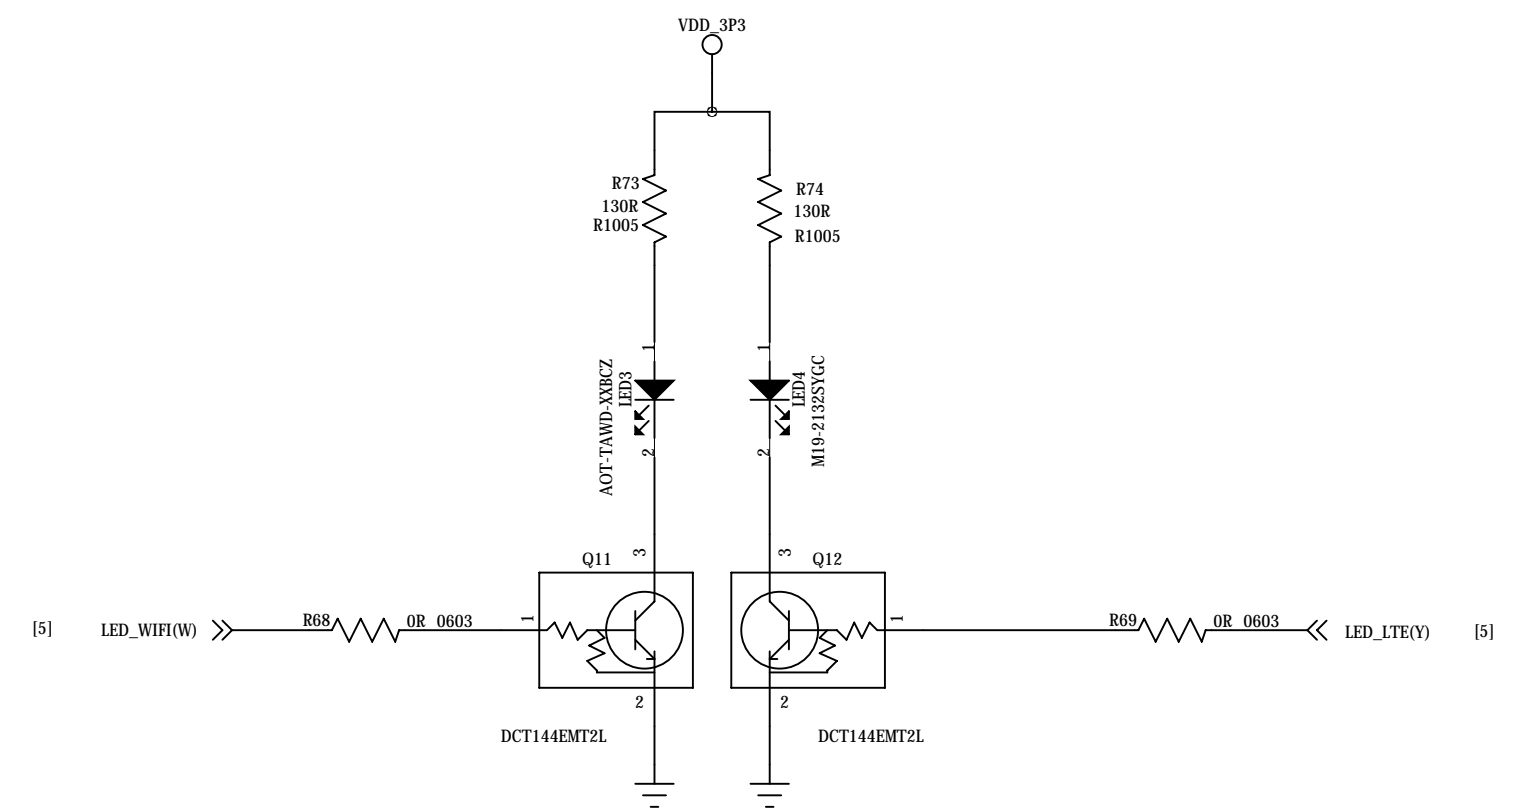 VDD_3P3
R73
130R
R1005
R74
130R
R1005
1
1
AOT-TAWD-XXBCZ
LED3
LED4
M19-2132SYGC
2
2
Q11
3
3
Q12
[5]
LED_WIFI(W)
R68
0R 0603
1
1
R69
0R 0603
LED_LTE(Y)
[5]
2
2
DCT144EMT2L
DCT144EMT2L